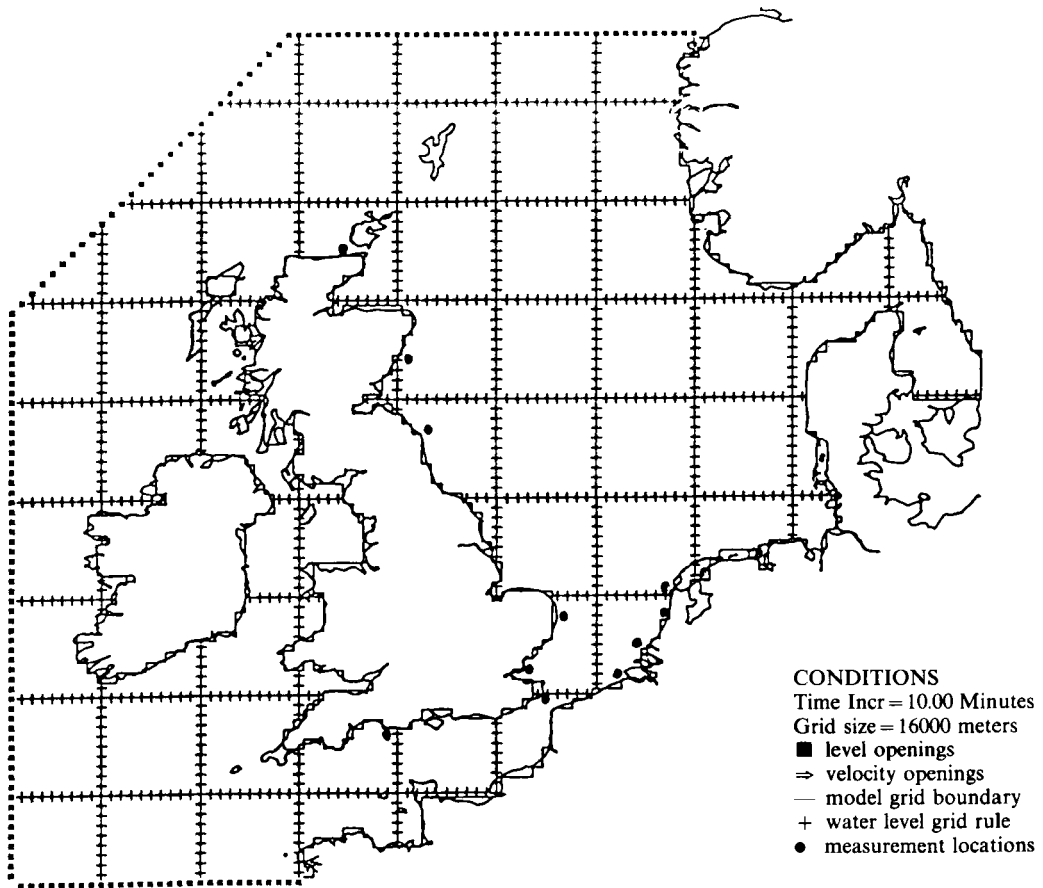 CONDITIONS
Time Incr = 10.00 Minutes
Grid size = 16000 meters
■ level openings
⇒ velocity openings
— model grid boundary
+ water level grid rule
● measurement locations